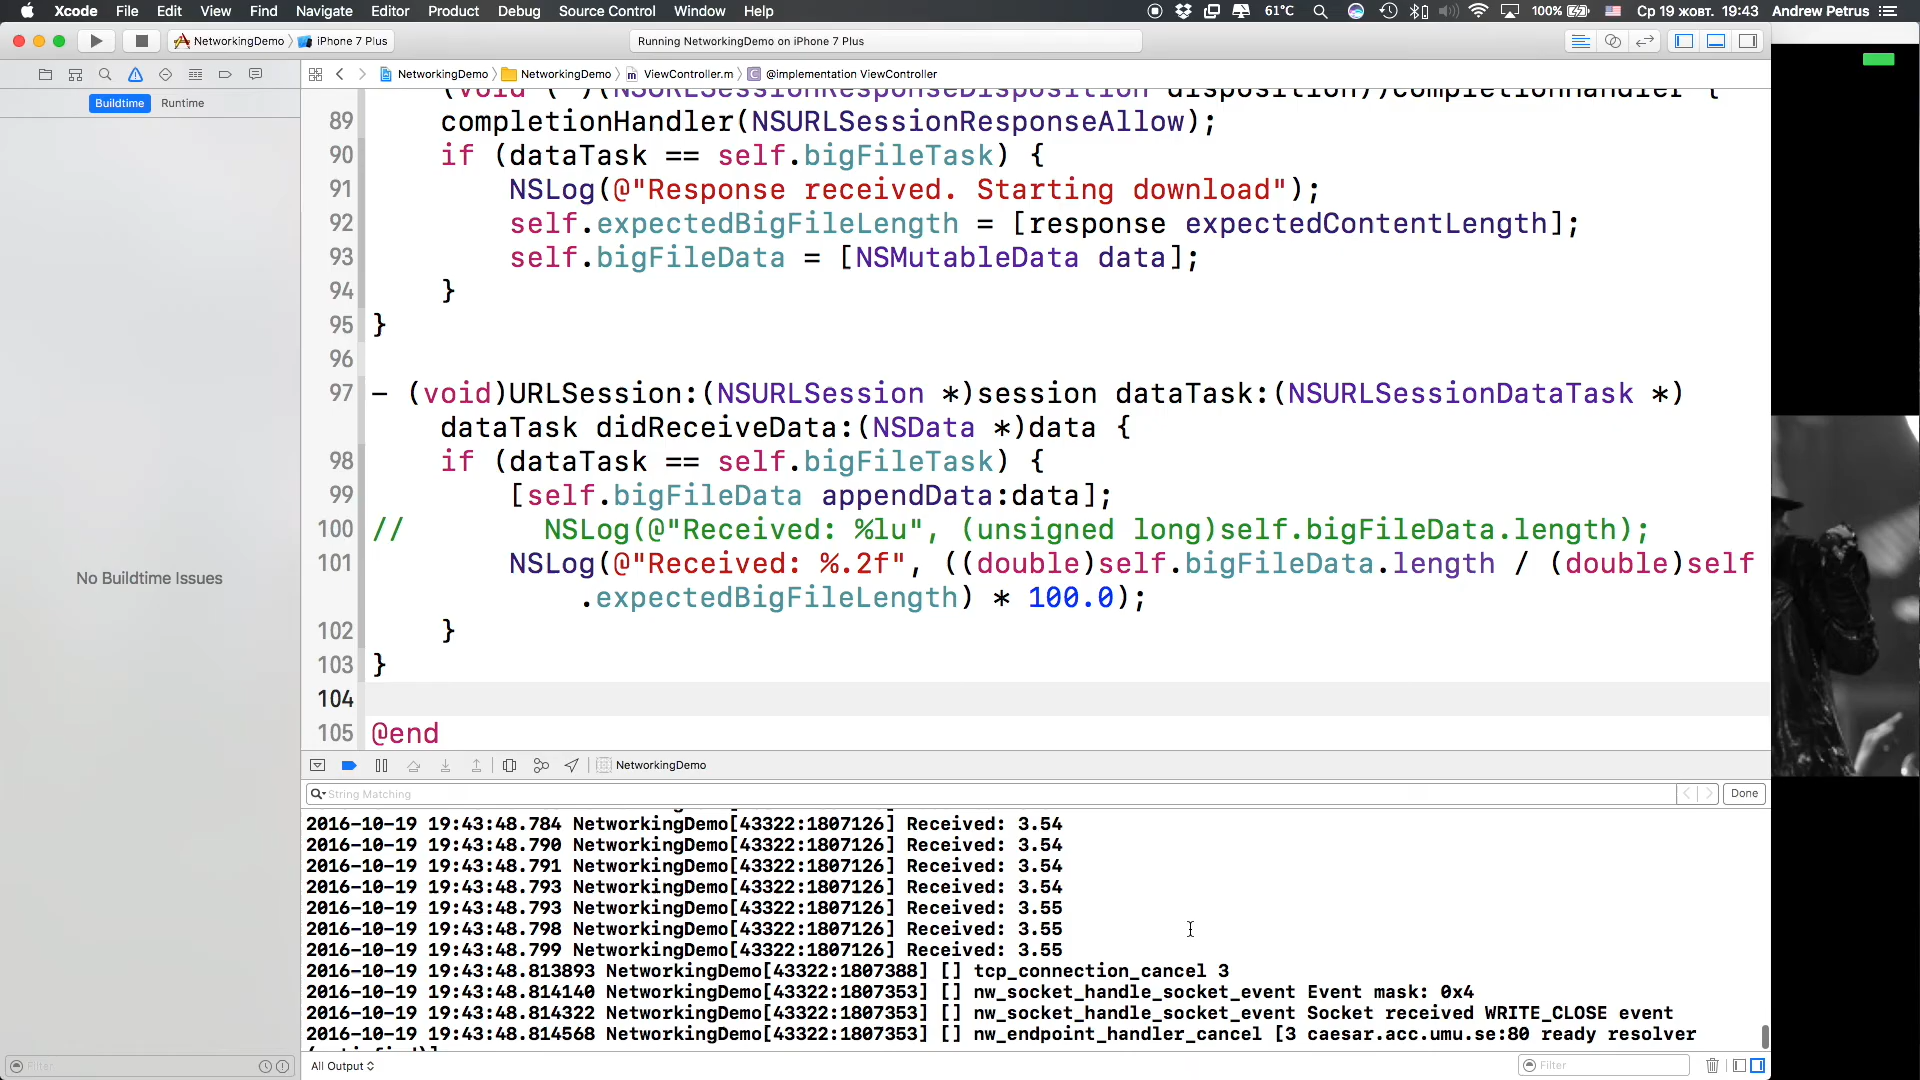 Xcode File Edit View Find Navigate Editor Product Debug Source Control Window Help 61°C 100% Ср 19 жовт. 19:43 Andrew Petrus
NetworkingDemo iPhone 7 Plus Running NetworkingDemo on iPhone 7 Plus
NetworkingDemo NetworkingDemo ViewController.m @implementation ViewController
Buildtime Runtime
(void (^)(NSURLSessionResponseDisposition disposition))completionHandler {
89 completionHandler(NSURLSessionResponseAllow);
90 if (dataTask == self.bigFileTask) {
91 NSLog(@"Response received. Starting download");
92 self.expectedBigFileLength = [response expectedContentLength];
93 self.bigFileData = [NSMutableData data];
94 }
95 }
96
97 - (void)URLSession:(NSURLSession *)session dataTask:(NSURLSessionDataTask *)
dataTask didReceiveData:(NSData *)data {
98 if (dataTask == self.bigFileTask) {
99 [self.bigFileData appendData:data];
100 // NSLog(@"Received: %lu", (unsigned long)self.bigFileData.length);
101 NSLog(@"Received: %.2f", ((double)self.bigFileData.length / (double)self
.expectedBigFileLength) * 100.0);
102 }
103 }
104
105 @end
No Buildtime Issues
NetworkingDemo
String Matching Done
2016-10-19 19:43:48.784 NetworkingDemo[43322:1807126] Received: 3.54
2016-10-19 19:43:48.790 NetworkingDemo[43322:1807126] Received: 3.54
2016-10-19 19:43:48.791 NetworkingDemo[43322:1807126] Received: 3.54
2016-10-19 19:43:48.793 NetworkingDemo[43322:1807126] Received: 3.54
2016-10-19 19:43:48.793 NetworkingDemo[43322:1807126] Received: 3.55
2016-10-19 19:43:48.798 NetworkingDemo[43322:1807126] Received: 3.55
2016-10-19 19:43:48.799 NetworkingDemo[43322:1807126] Received: 3.55
2016-10-19 19:43:48.813893 NetworkingDemo[43322:1807388] [] tcp_connection_cancel 3
2016-10-19 19:43:48.814140 NetworkingDemo[43322:1807353] [] nw_socket_handle_socket_event Event mask: 0x4
2016-10-19 19:43:48.814322 NetworkingDemo[43322:1807353] [] nw_socket_handle_socket_event Socket received WRITE_CLOSE event
2016-10-19 19:43:48.814568 NetworkingDemo[43322:1807353] [] nw_endpoint_handler_cancel [3 caesar.acc.umu.se:80 ready resolver
Filter All Output Filter